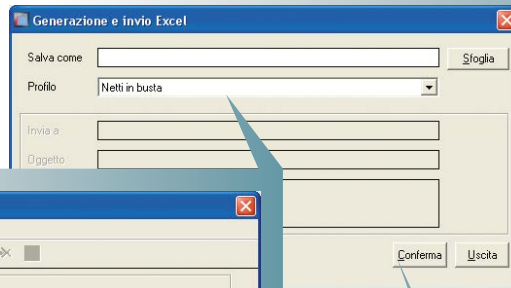 Generazione e invio Excel
Salva come
Sfoglia
Profilo Netti in busta
Invia a
Oggetto
Conferma Uscita